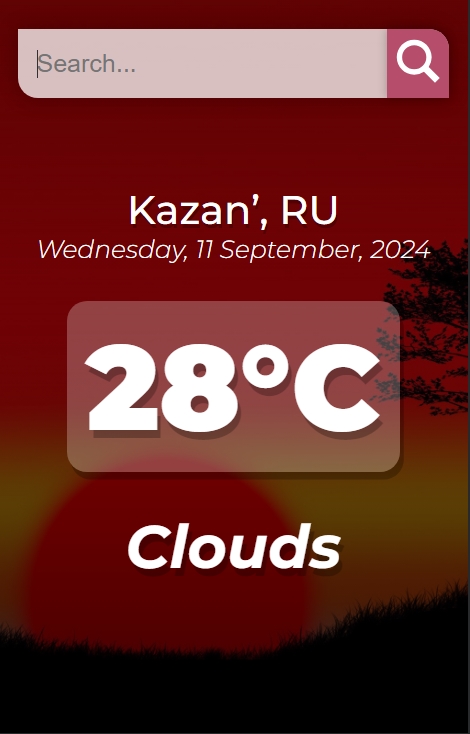 Search...
Kazan’, RU
Wednesday, 11 September, 2024
28°C
Clouds